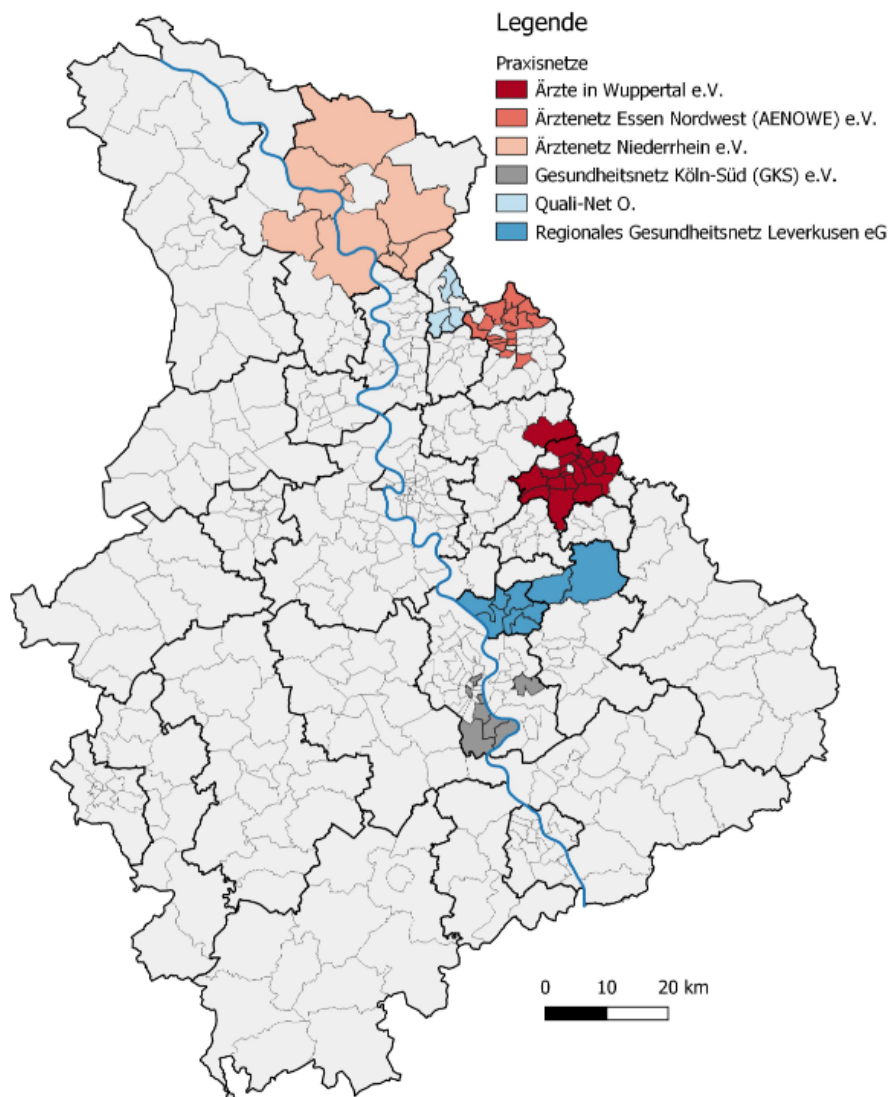 Legende
Praxisnetze
Ärzte in Wuppertal e.V.
Ärztenetz Essen Nordwest (AENOWE) e.V.
Ärztenetz Niederrhein e.V.
Gesundheitsnetz Köln-Süd (GKS) e.V.
Quali-Net O.
Regionales Gesundheitsnetz Leverkusen eG
0 10 20 km